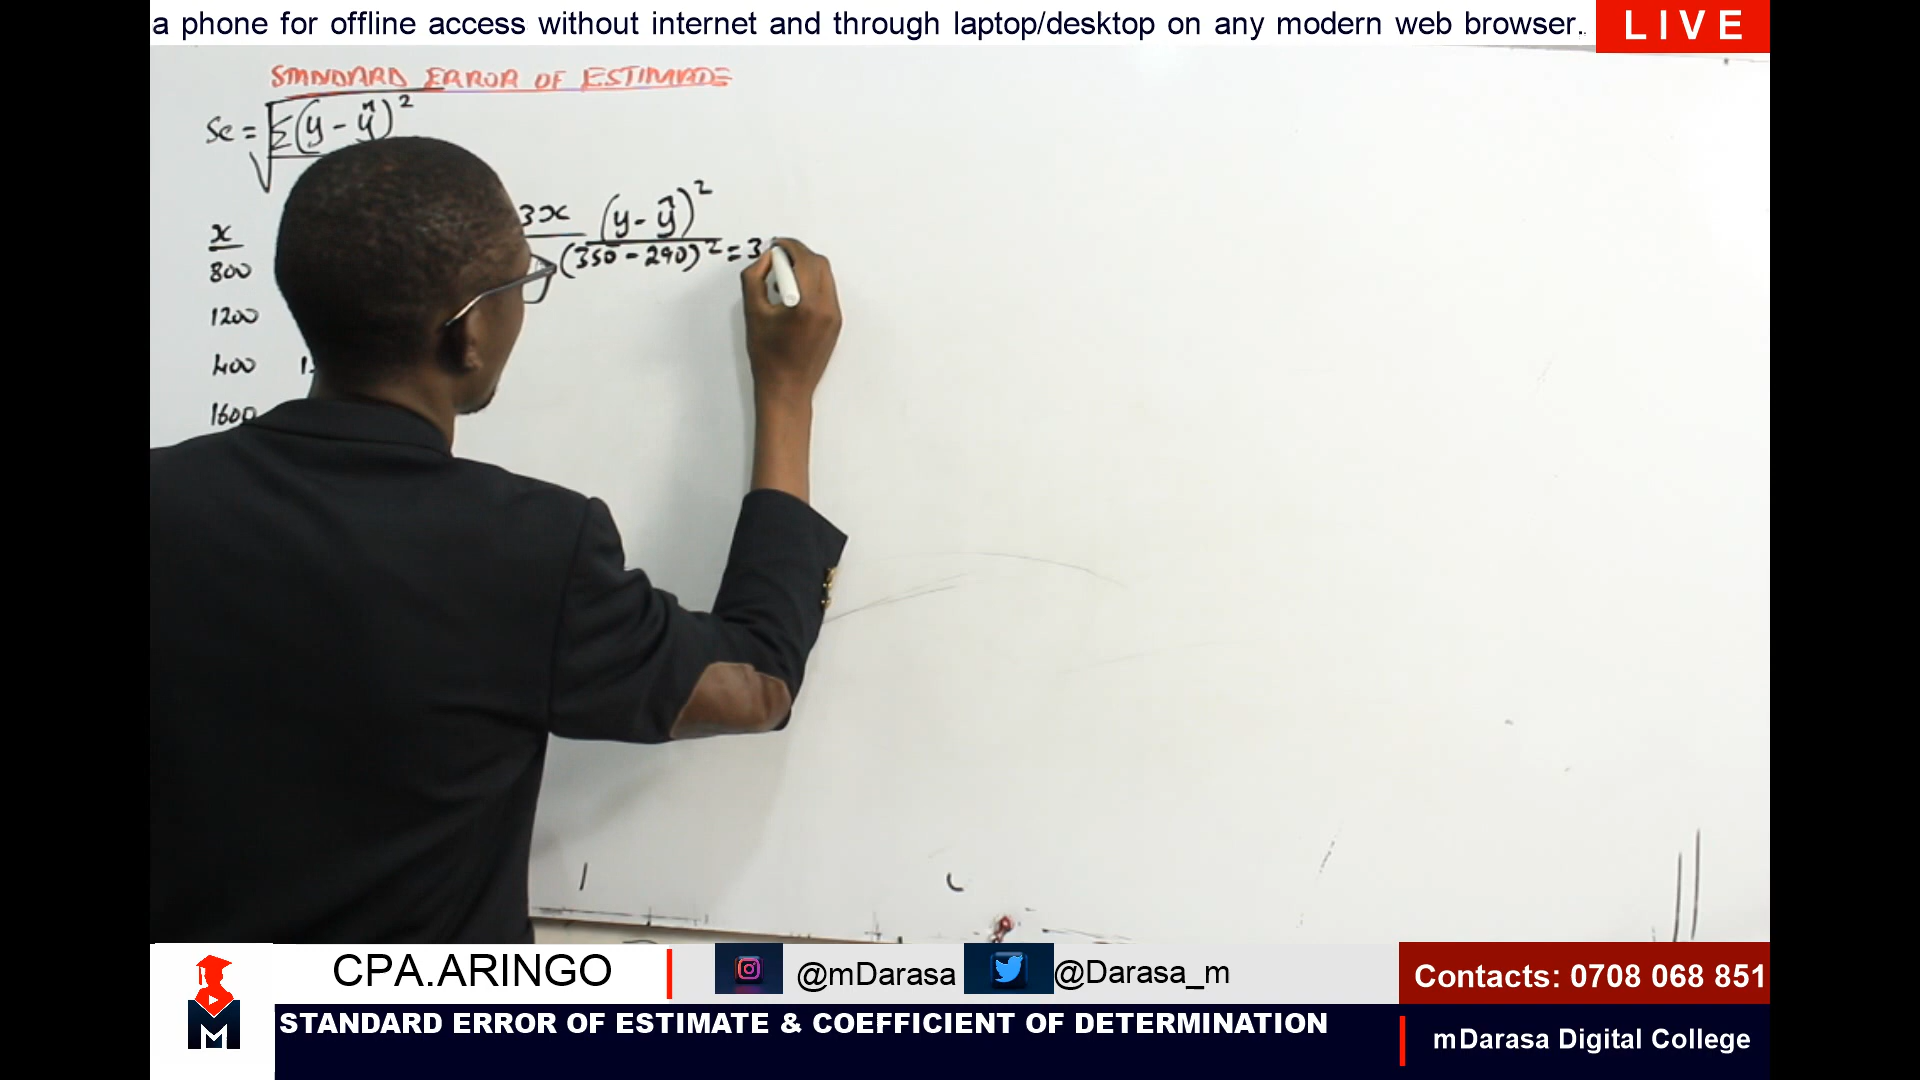 a phone for offline access without internet and through laptop/desktop on any modern web browser..
LIVE
STANDARD ERROR OF ESTIMATE
Se = √Σ(y - ŷ)²
x 3x (y - ŷ)²
800 (350 - 290)² = 3
1200
400 1
1600
CPA.ARINGO
@mDarasa
@Darasa_m
Contacts: 0708 068 851
M
STANDARD ERROR OF ESTIMATE & COEFFICIENT OF DETERMINATION
mDarasa Digital College